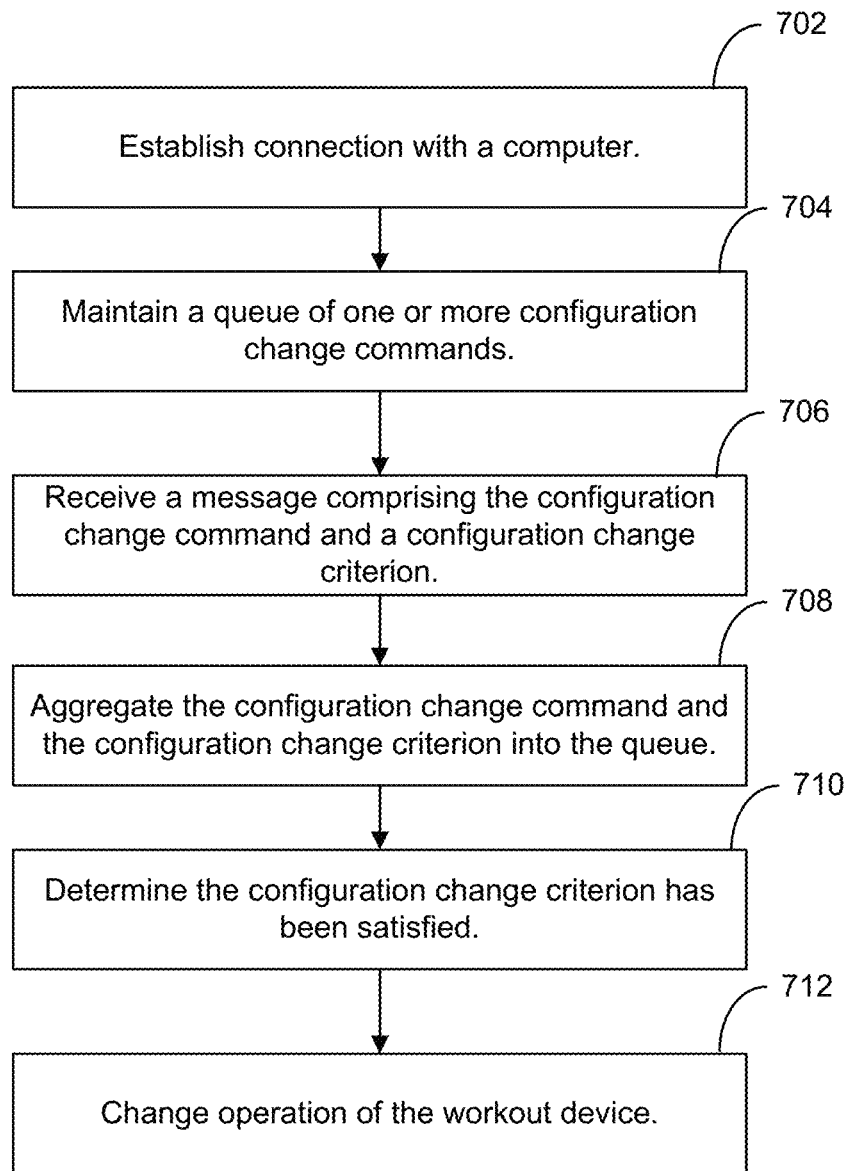 702
Establish connection with a computer.
704
Maintain a queue of one or more configuration
change commands.
706
Receive a message comprising the configuration
change command and a configuration change
criterion.
708
Aggregate the configuration change command and
the configuration change criterion into the queue.
710
Determine the configuration change criterion has
been satisfied.
712
Change operation of the workout device.